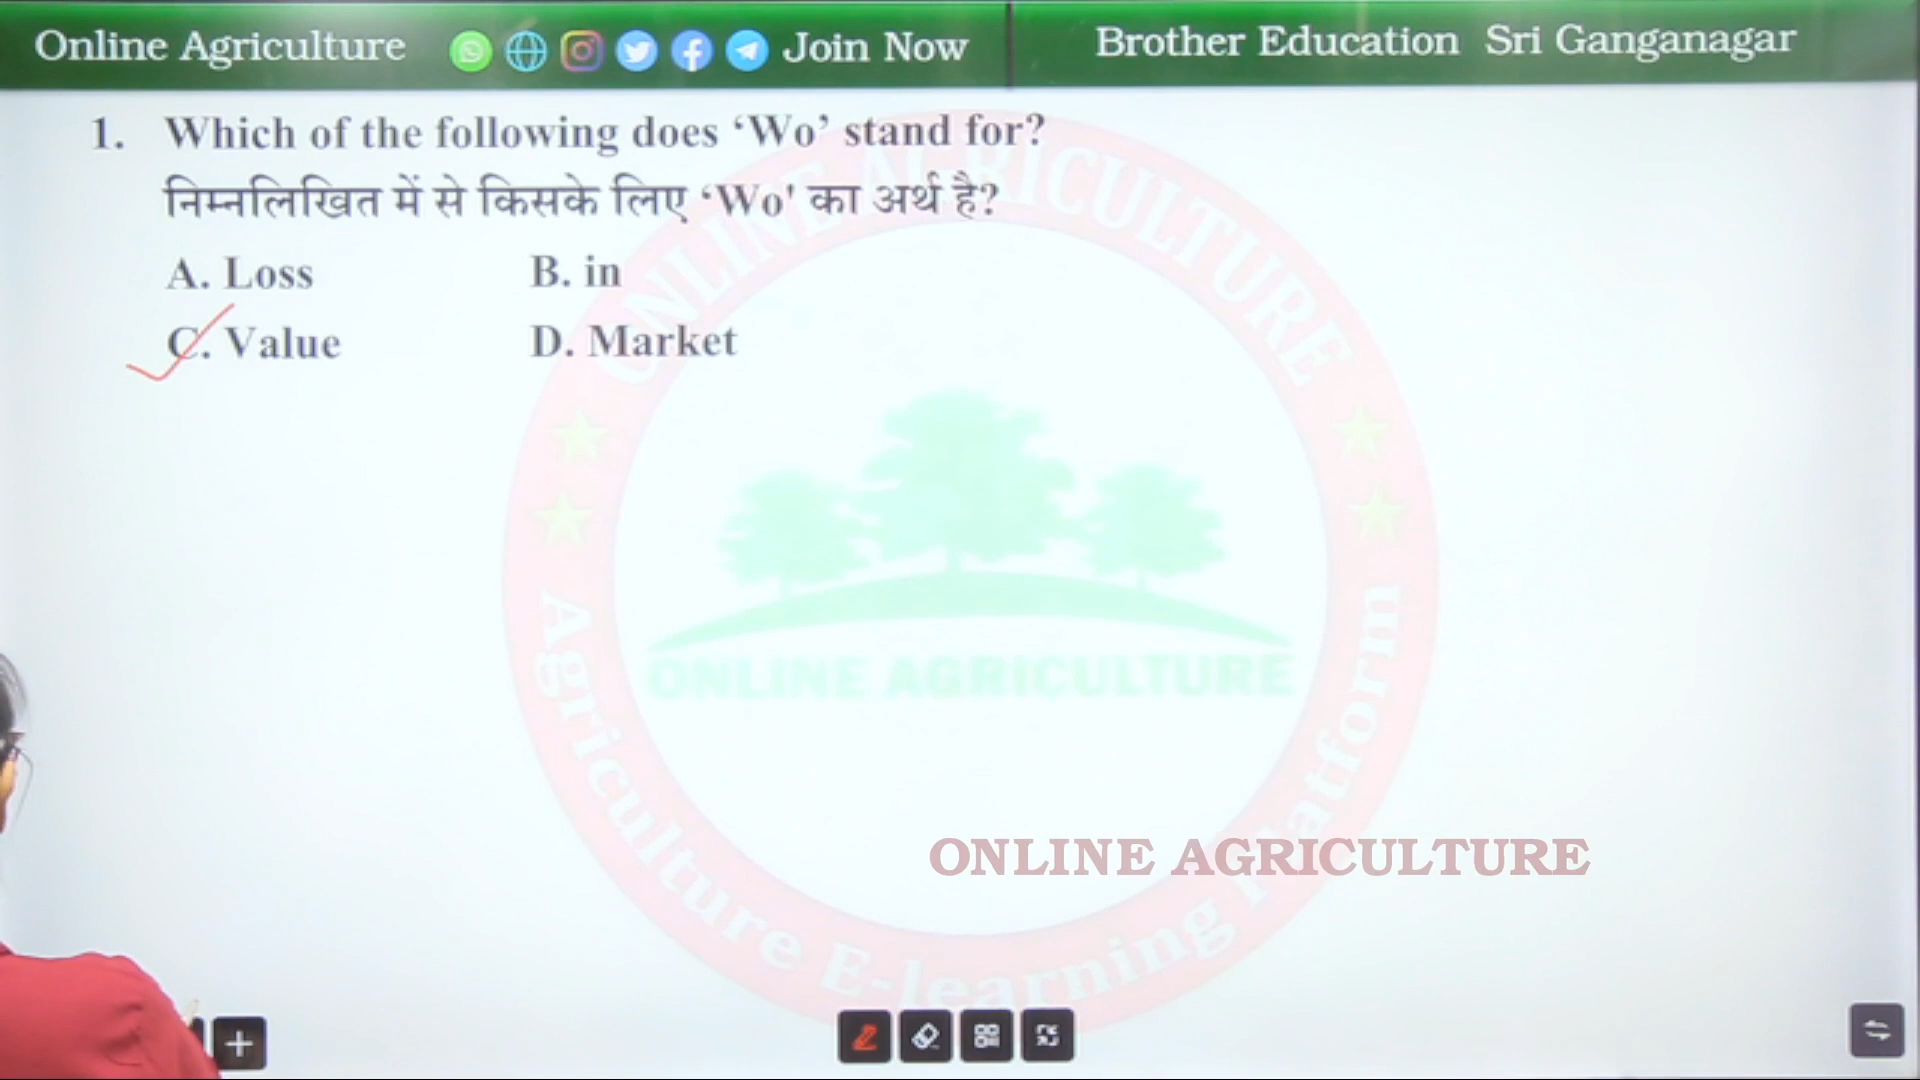 Online Agriculture Join Now Brother Education Sri Ganganagar
1. Which of the following does ‘Wo’ stand for?
निम्नलिखित में से किसके लिए ‘Wo' का अर्थ है?
A. Loss B. in
C. Value D. Market
ONLINE AGRICULTURE
ONLINE AGRICULTURE
Agriculture E-learning Platform
ONLINE AGRICULTURE